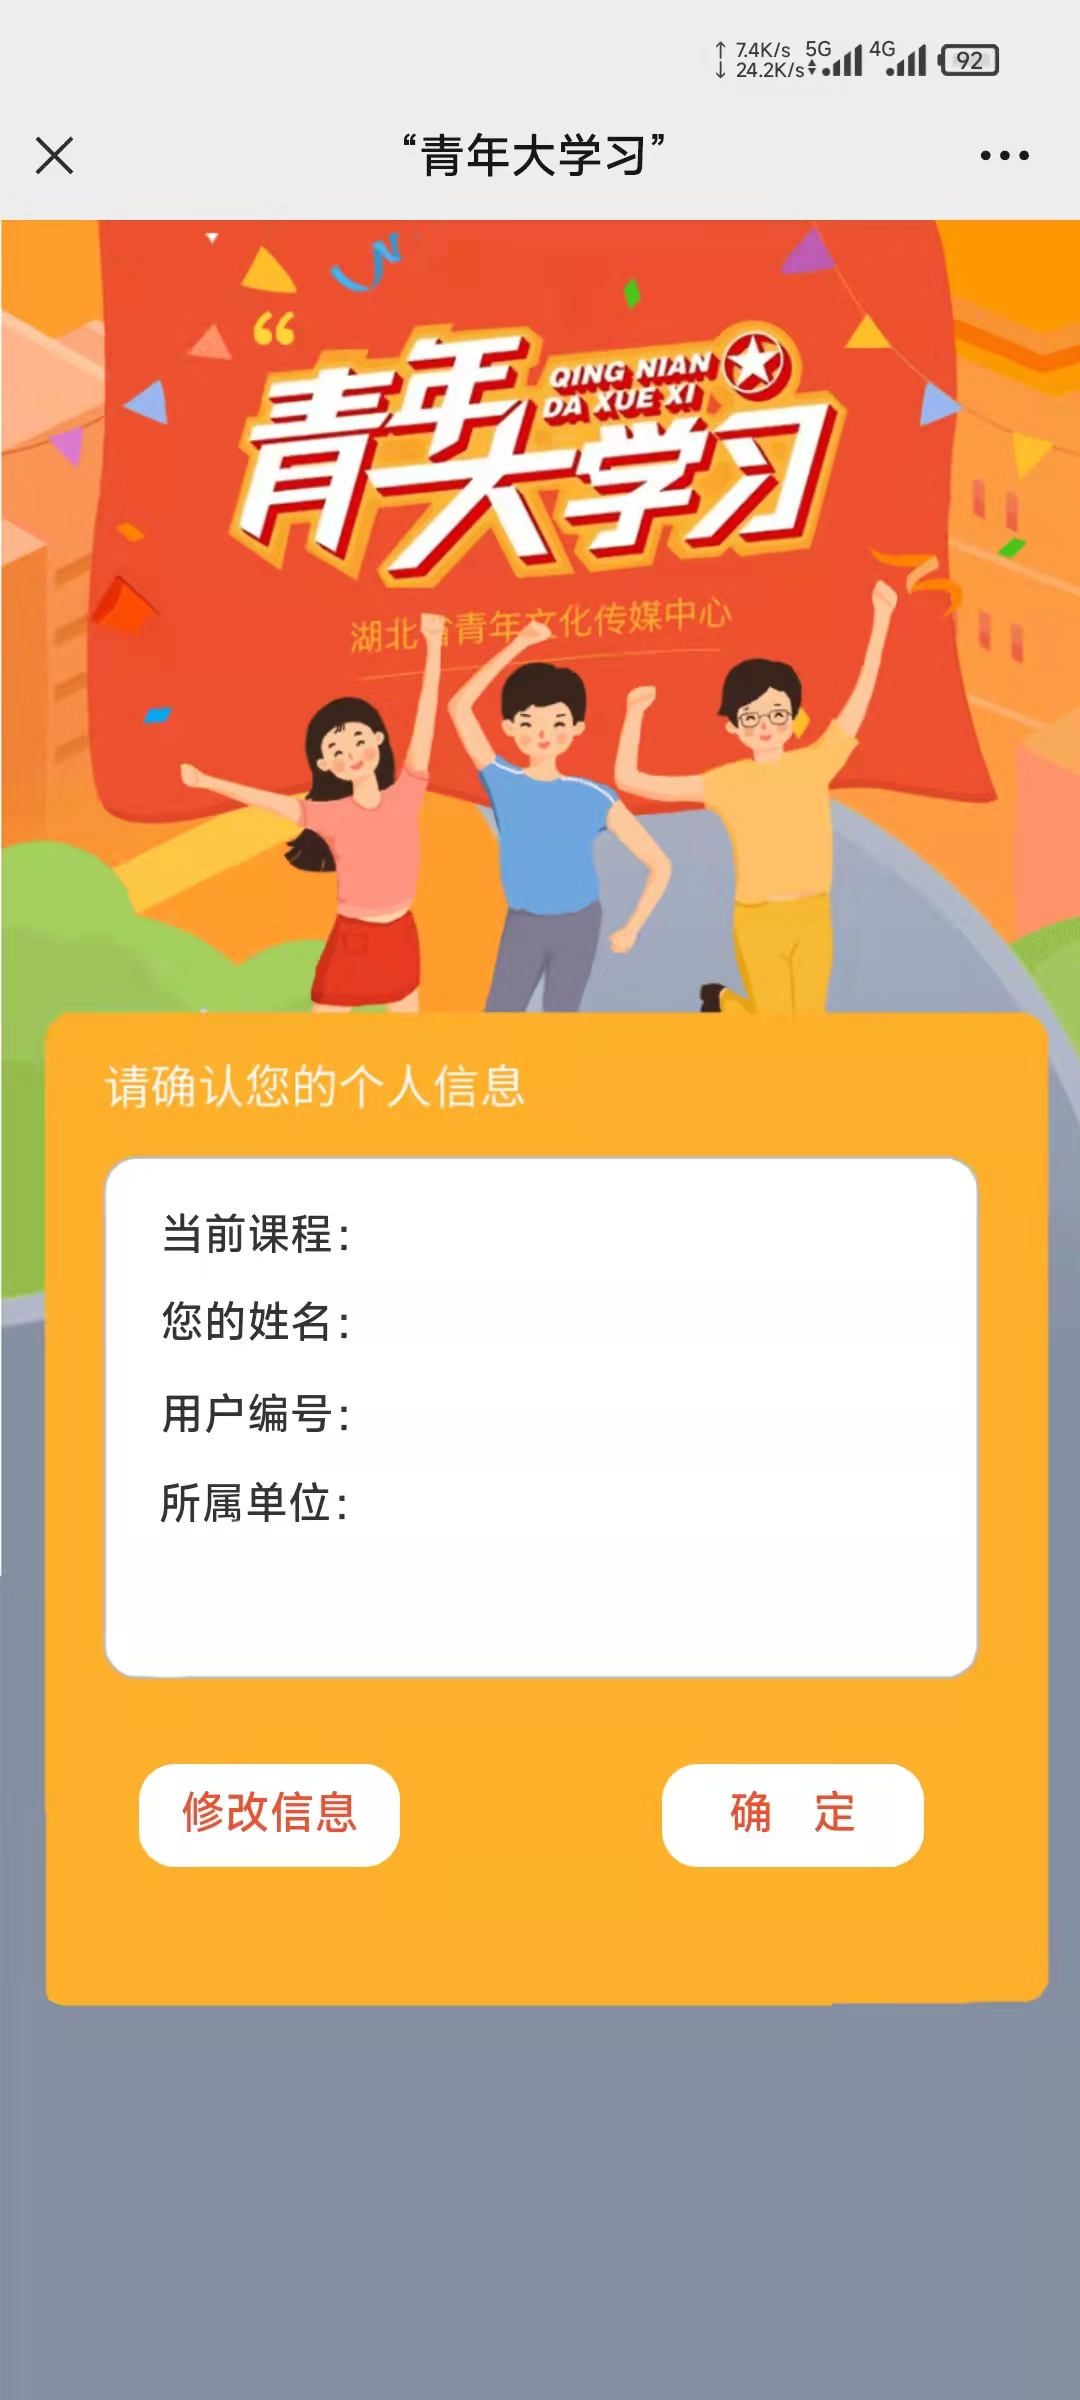 7.4K/s 5G 4G 92
24.2K/s
“青年大学习”
“
青年大学习
QING NIAN
DA XUE XI
湖北省青年文化传媒中心
请确认您的个人信息
当前课程：
您的姓名：
用户编号：
所属单位：
修改信息 确 定